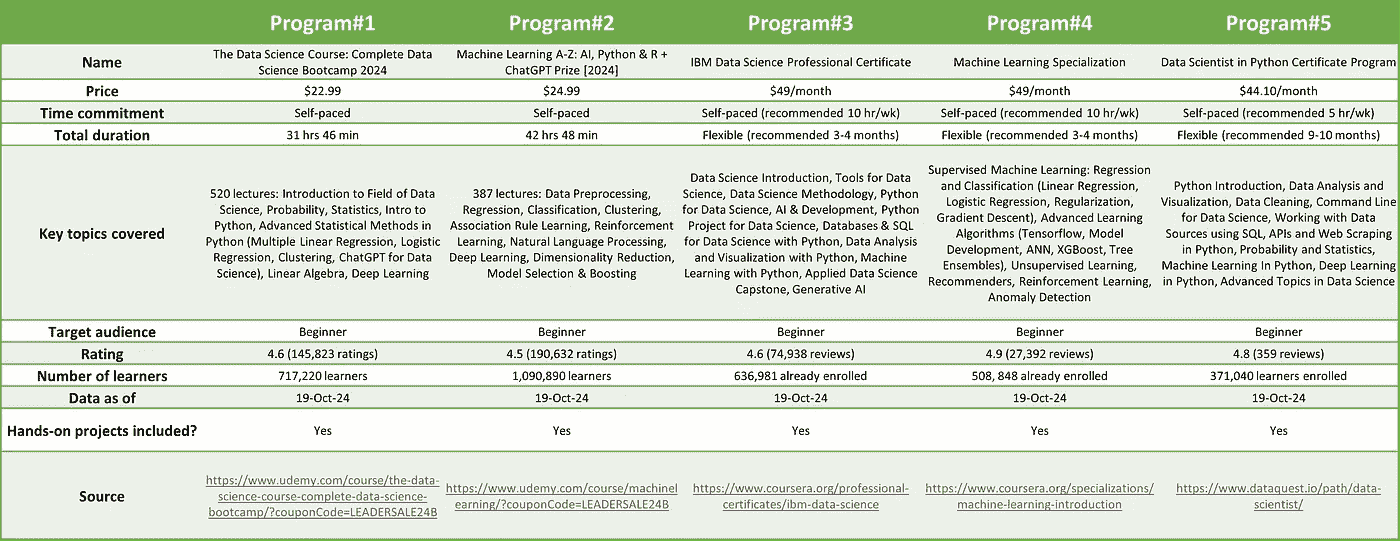 Program#1 Program#2 Program#3 Program#4 Program#5
Name
The Data Science Course: Complete Data
Science Bootcamp 2024
Machine Learning A-Z: AI, Python & R +
ChatGPT Prize [2024]
IBM Data Science Professional Certificate
Machine Learning Specialization
Data Scientist in Python Certificate Program
Price $22.99 $24.99 $49/month $49/month $44.10/month
Time commitment Self-paced Self-paced Self-paced (recommended 10 hr/wk) Self-paced (recommended 10 hr/wk) Self-paced (recommended 5 hr/wk)
Total duration 31 hrs 46 min 42 hrs 48 min Flexible (recommended 3-4 months) Flexible (recommended 3-4 months) Flexible (recommended 9-10 months)
Key topics covered
520 lectures: Introduction to Field of Data
Science, Probability, Statistics, Intro to
Python, Advanced Statistical Methods in
Python (Multiple Linear Regression, Logistic
Regression, Clustering, ChatGPT for Data
Science), Linear Algebra, Deep Learning
387 lectures: Data Preprocessing,
Regression, Classification, Clustering,
Association Rule Learning, Reinforcement
Learning, Natural Language Processing,
Deep Learning, Dimensionality Reduction,
Model Selection & Boosting
Data Science Introduction, Tools for Data
Science, Data Science Methodology, Python
for Data Science, AI & Development, Python
Project for Data Science, Databases & SQL
for Data Science with Python, Data Analysis
and Visualization with Python, Machine
Learning with Python, Applied Data Science
Capstone, Generative AI
Supervised Machine Learning: Regression
and Classification (Linear Regression,
Logistic Regression, Regularization,
Gradient Descent), Advanced Learning
Algorithms (Tensorflow, Model
Development, ANN, XGBoost, Tree
Ensembles), Unsupervised Learning,
Recommenders, Reinforcement Learning,
Anomaly Detection
Python Introduction, Data Analysis and
Visualization, Data Cleaning, Command Line
for Data Science, Working with Data
Sources using SQL, APIs and Web Scraping
in Python, Probability and Statistics,
Machine Learning In Python, Deep Learning
in Python, Advanced Topics in Data Science
Target audience Beginner Beginner Beginner Beginner Beginner
Rating 4.6 (145,823 ratings) 4.5 (190,632 ratings) 4.6 (74,938 reviews) 4.9 (27,392 reviews) 4.8 (359 reviews)
Number of learners 717,220 learners 1,090,890 learners 636,981 already enrolled 508, 848 already enrolled 371,040 learners enrolled
Data as of 19-Oct-24 19-Oct-24 19-Oct-24 19-Oct-24 19-Oct-24
Hands-on projects included? Yes Yes Yes Yes Yes
Source
https://www.udemy.com/course/the-data-
science-course-complete-data-science-
bootcamp/?couponCode=LEADERSALE24B
https://www.udemy.com/course/machinel
earning/?couponCode=LEADERSALE24B
https://www.coursera.org/professional-
certificates/ibm-data-science
https://www.coursera.org/specializations/
machine-learning-introduction
https://www.dataquest.io/path/data-
scientist/